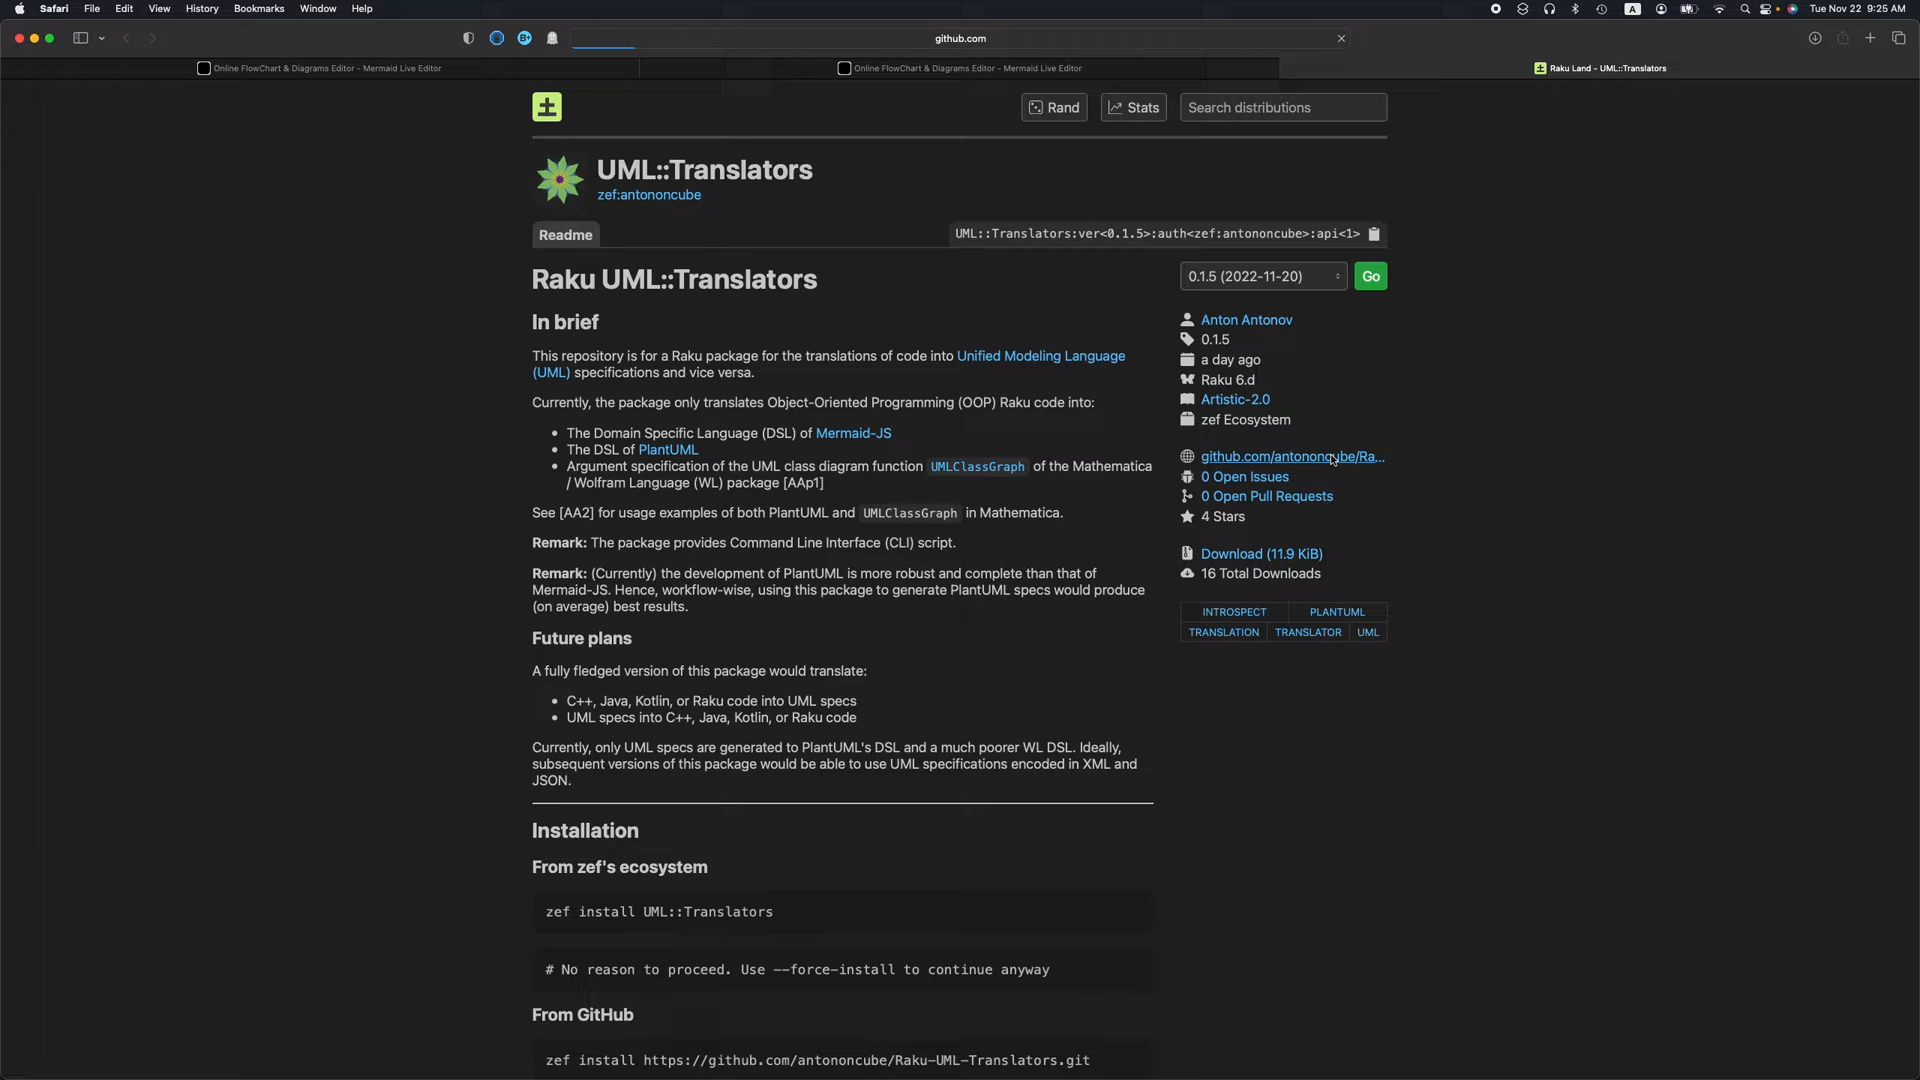 Safari File Edit View History Bookmarks Window Help A Tue Nov 22 9:25 AM
github.com
Online FlowChart & Diagrams Editor - Mermaid Live Editor Online FlowChart & Diagrams Editor - Mermaid Live Editor Raku Land - UML::Translators
Rand Stats Search distributions
UML::Translators
zef:antononcube
Readme UML::Translators:ver<0.1.5>:auth<zef:antononcube>:api<1>
Raku UML::Translators
0.1.5 (2022-11-20) Go
In brief
This repository is for a Raku package for the translations of code into Unified Modeling Language
(UML) specifications and vice versa.
Currently, the package only translates Object-Oriented Programming (OOP) Raku code into:
• The Domain Specific Language (DSL) of Mermaid-JS
• The DSL of PlantUML
• Argument specification of the UML class diagram function UMLClassGraph of the Mathematica
/ Wolfram Language (WL) package [AAp1]
See [AA2] for usage examples of both PlantUML and UMLClassGraph in Mathematica.
Remark: The package provides Command Line Interface (CLI) script.
Remark: (Currently) the development of PlantUML is more robust and complete than that of
Mermaid-JS. Hence, workflow-wise, using this package to generate PlantUML specs would produce
(on average) best results.
Future plans
A fully fledged version of this package would translate:
• C++, Java, Kotlin, or Raku code into UML specs
• UML specs into C++, Java, Kotlin, or Raku code
Currently, only UML specs are generated to PlantUML's DSL and a much poorer WL DSL. Ideally,
subsequent versions of this package would be able to use UML specifications encoded in XML and
JSON.
Installation
From zef's ecosystem
zef install UML::Translators
# No reason to proceed. Use --force-install to continue anyway
From GitHub
zef install https://github.com/antononcube/Raku-UML-Translators.git
Anton Antonov
0.1.5
a day ago
Raku 6.d
Artistic-2.0
zef Ecosystem
github.com/antononcube/Ra...
0 Open Issues
0 Open Pull Requests
4 Stars
Download (11.9 KiB)
16 Total Downloads
INTROSPECT PLANTUML
TRANSLATION TRANSLATOR UML